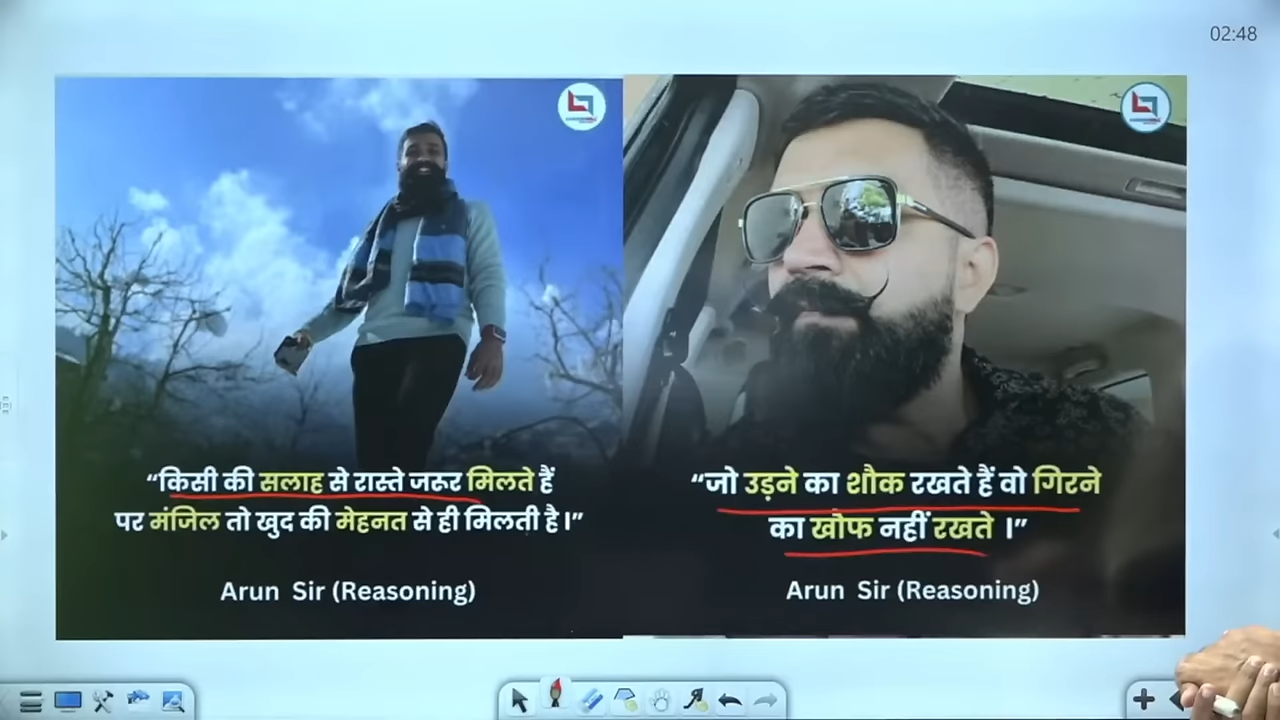 02:48
“किसी की सलाह से रास्ते जरूर मिलते हैं
पर मंजिल तो खुद की मेहनत से ही मिलती है।”
Arun Sir (Reasoning)
“जो उड़ने का शौक रखते हैं वो गिरने
का खौफ नहीं रखते ।”
Arun Sir (Reasoning)